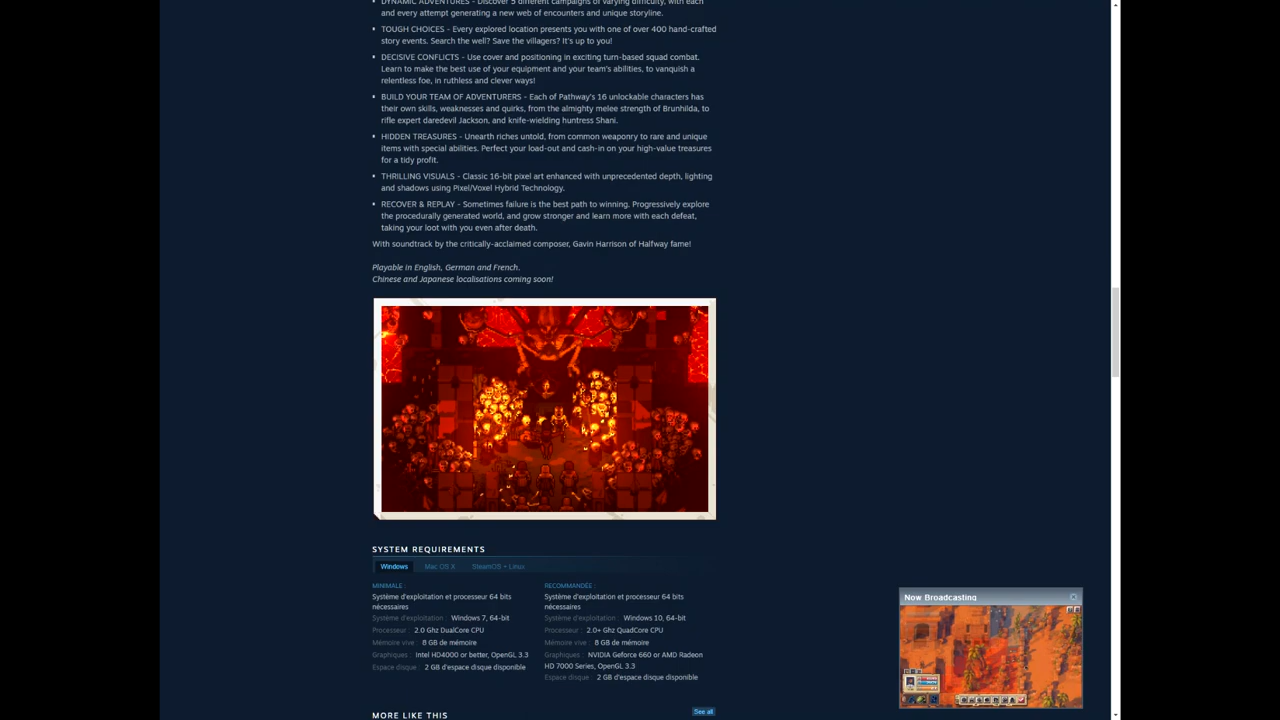 DYNAMIC ADVENTURES - Discover 5 different campaigns of varying difficulty, with each
and every attempt generating a new web of encounters and unique storyline.
TOUGH CHOICES - Every explored location presents you with one of over 400 hand-crafted
story events. Search the well? Save the villagers? It's up to you!
DECISIVE CONFLICTS - Use cover and positioning in exciting turn-based squad combat.
Learn to make the best use of your equipment and your team's abilities, to vanquish a
relentless foe, in ruthless and clever ways!
BUILD YOUR TEAM OF ADVENTURERS - Each of Pathway's 16 unlockable characters has
their own skills, weaknesses and quirks, from the almighty melee strength of Brunhilda, to
rifle expert daredevil Jackson, and knife-wielding huntress Shani.
HIDDEN TREASURES - Unearth riches untold, from common weaponry to rare and unique
items with special abilities. Perfect your load-out and cash-in on your high-value treasures
for a tidy profit.
THRILLING VISUALS - Classic 16-bit pixel art enhanced with unprecedented depth, lighting
and shadows using Pixel/Voxel Hybrid Technology.
RECOVER & REPLAY - Sometimes failure is the best path to winning. Progressively explore
the procedurally generated world, and grow stronger and learn more with each defeat,
taking your loot with you even after death.
With soundtrack by the critically-acclaimed composer, Gavin Harrison of Halfway fame!
Playable in English, German and French.
Chinese and Japanese localisations coming soon!
SYSTEM REQUIREMENTS
Windows Mac OS X SteamOS + Linux
MINIMALE :
Système d'exploitation et processeur 64 bits
nécessaires
Système d'exploitation : Windows 7, 64-bit
Processeur : 2.0 Ghz DualCore CPU
Mémoire vive : 8 GB de mémoire
Graphiques : Intel HD4000 or better, OpenGL 3.3
Espace disque : 2 GB d'espace disque disponible
RECOMMANDÉE :
Système d'exploitation et processeur 64 bits
nécessaires
Système d'exploitation : Windows 10, 64-bit
Processeur : 2.0+ Ghz QuadCore CPU
Mémoire vive : 8 GB de mémoire
Graphiques : NVIDIA Geforce 660 or AMD Radeon
HD 7000 Series, OpenGL 3.3
Espace disque : 2 GB d'espace disque disponible
Now Broadcasting
MORE LIKE THIS
See all